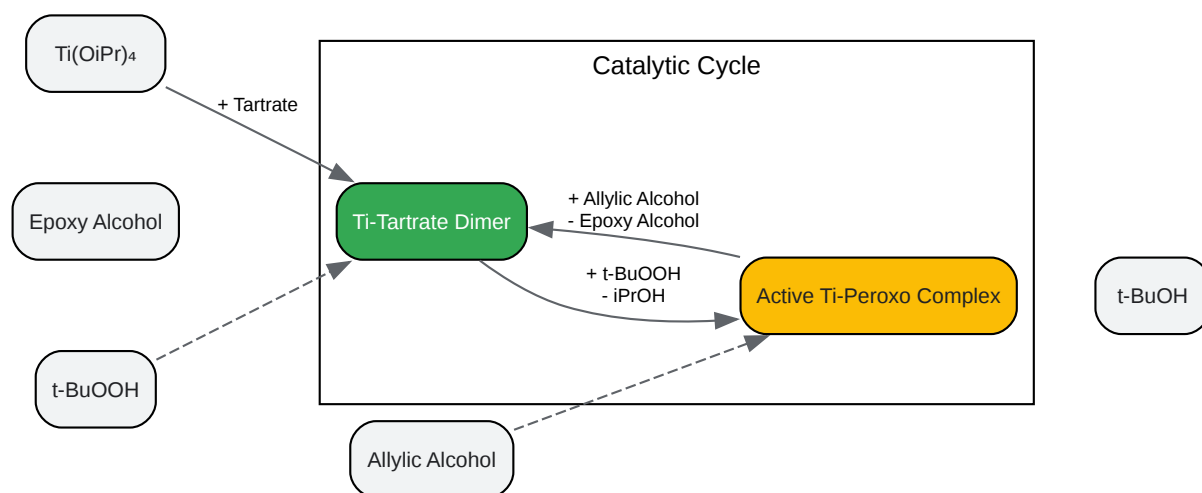 Ti(OiPr)₄
Catalytic Cycle
+ Tartrate
+ Allylic Alcohol
- Epoxy Alcohol
Epoxy Alcohol
Ti-Tartrate Dimer
+ t-BuOOH
- iPrOH
Active Ti-Peroxo Complex
t-BuOH
t-BuOOH
Allylic Alcohol